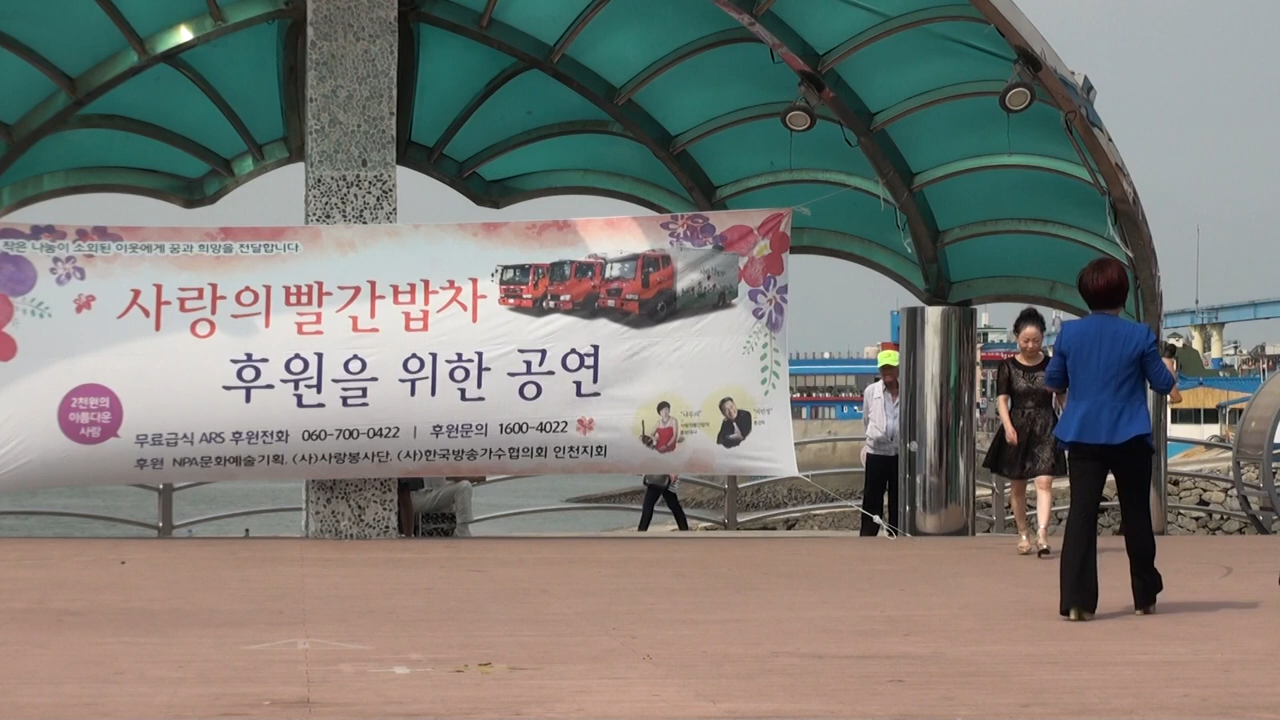 작은 나눔이 소외된 이웃에게 꿈과 희망을 전달합니다.
사랑의빨간밥차
후원을 위한 공연
2천원의
아름다운
사람
무료급식 ARS 후원전화 060-700-0422 | 후원문의 1600-4022
후원 NPA문화예술기획, (사)사랑봉사단, (사)한국방송가수협의회 인천지회